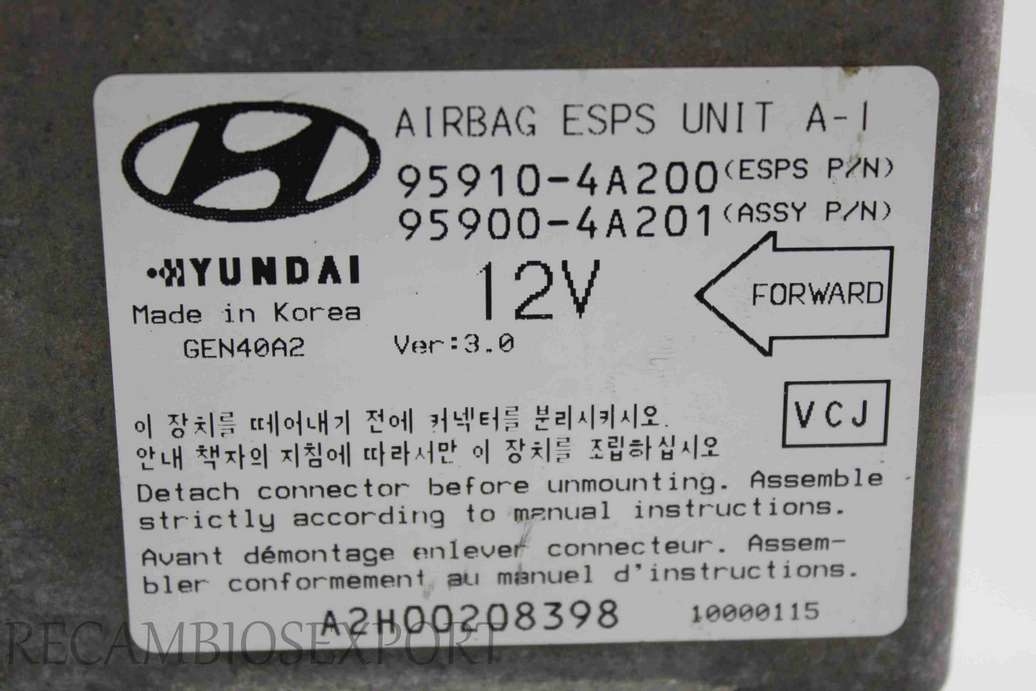 AIRBAG ESPS UNIT A-I
95910-4A200 (ESPS P/N)
95900-4A201 (ASSY P/N)
HYUNDAI
12V
FORWARD
Made in Korea
GEN40A2
Ver:3.0
VCJ
이 장치를 떼어내기 전에 커넥터를 분리시키시오.
안내 책자의 지침에 따라서만 이 장치를 조립하십시오
Detach connector before unmounting. Assemble
strictly according to manual instructions.
Avant démontage enlever connecteur. Assem-
bler conformement au manuel d'instructions.
A2H00208398
10000115
RECAMBIOSEXPORT